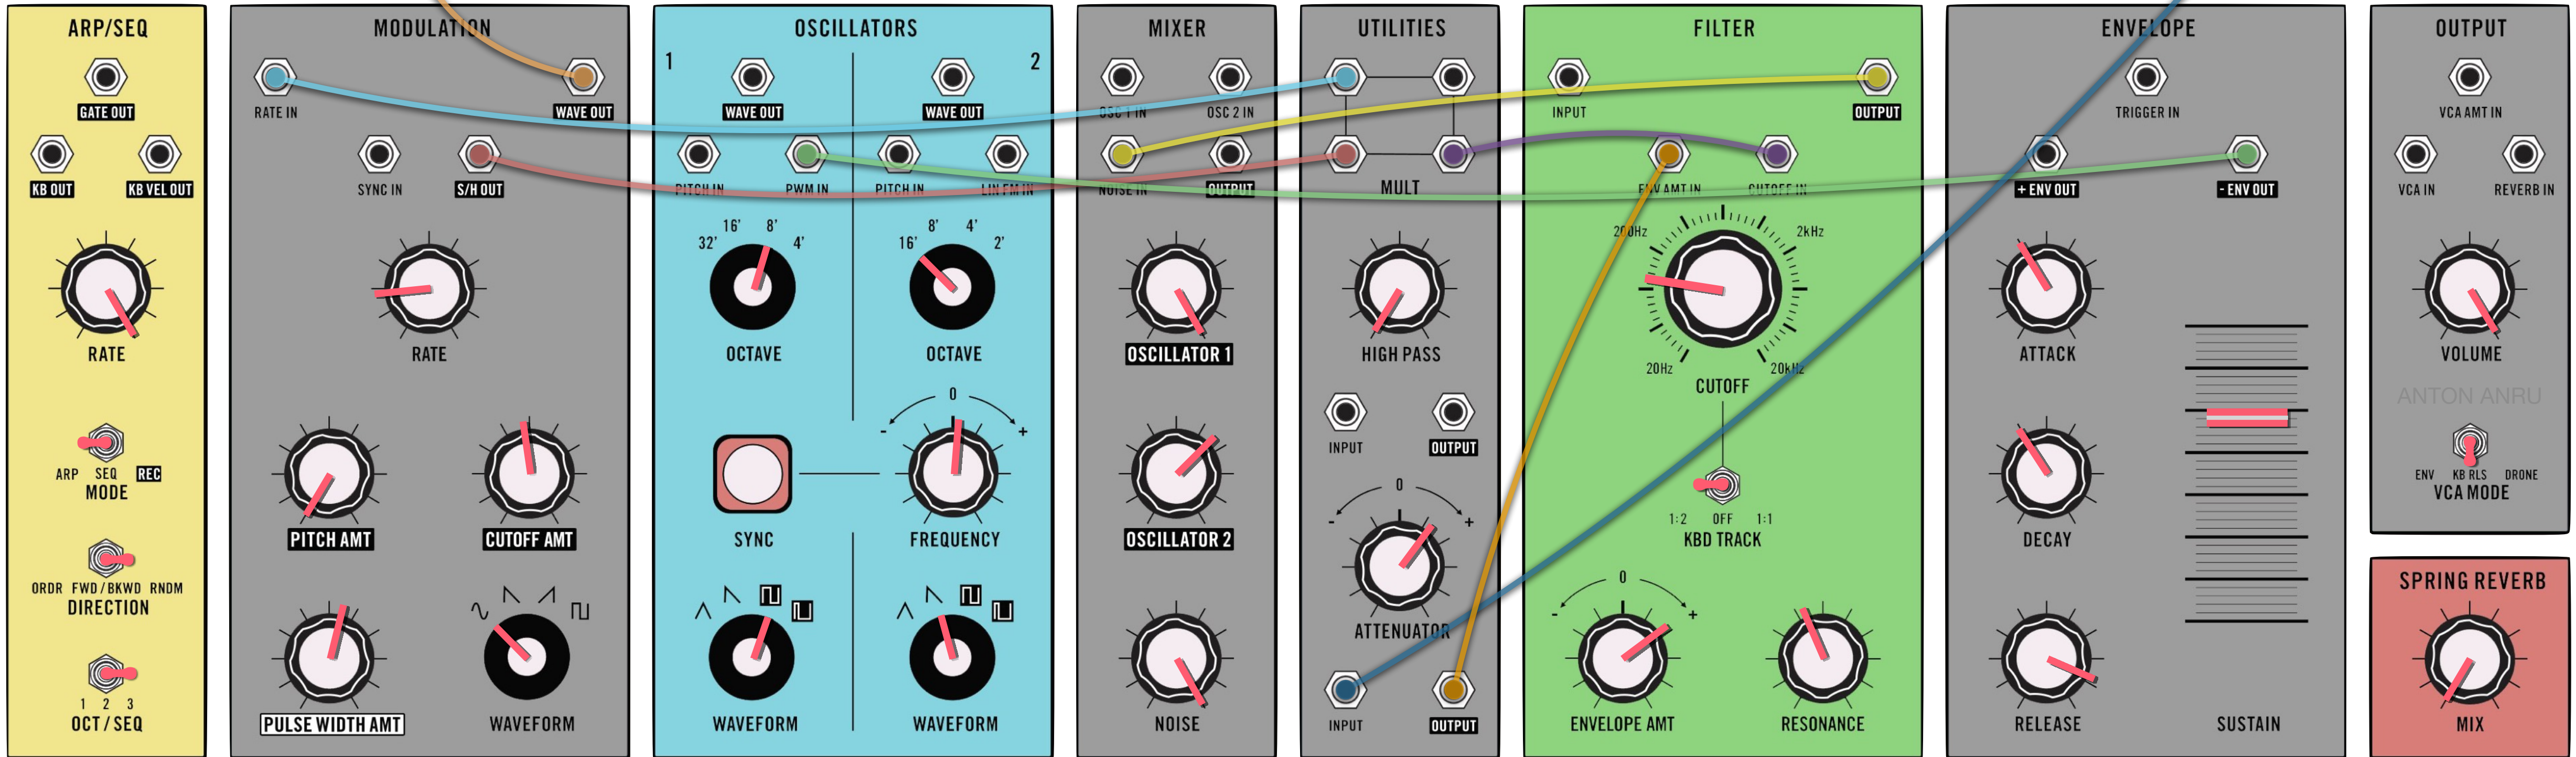 ARP/SEQ
GATE OUT
KB OUT
KB VEL OUT
RATE
ARP SEQ REC
MODE
ORDR FWD/BKWD RNDM
DIRECTION
1 2 3
OCT/SEQ
MODULATION
RATE IN
WAVE OUT
SYNC IN
S/H OUT
RATE
PITCH AMT
CUTOFF AMT
PULSE WIDTH AMT
WAVEFORM
OSCILLATORS
1
2
WAVE OUT
WAVE OUT
PITCH IN
PWM IN
PITCH IN
LIN FM IN
32' 16' 8' 4'
OCTAVE
16' 8' 4' 2'
OCTAVE
SYNC
- 0 +
FREQUENCY
WAVEFORM
WAVEFORM
MIXER
OSC 1 IN
OSC 2 IN
NOISE IN
OUTPUT
OSCILLATOR 1
OSCILLATOR 2
NOISE
UTILITIES
MULT
HIGH PASS
INPUT
OUTPUT
- 0 +
ATTENUATOR
INPUT
OUTPUT
FILTER
INPUT
OUTPUT
ENV AMT IN
CUTOFF IN
200Hz
2kHz
20Hz
20kHz
CUTOFF
1:2 OFF 1:1
KBD TRACK
- 0 +
ENVELOPE AMT
RESONANCE
ENVELOPE
TRIGGER IN
+ ENV OUT
- ENV OUT
ATTACK
DECAY
RELEASE
SUSTAIN
OUTPUT
VCA AMT IN
VCA IN
REVERB IN
VOLUME
ANTON ANRU
ENV KB RLS DRONE
VCA MODE
SPRING REVERB
MIX